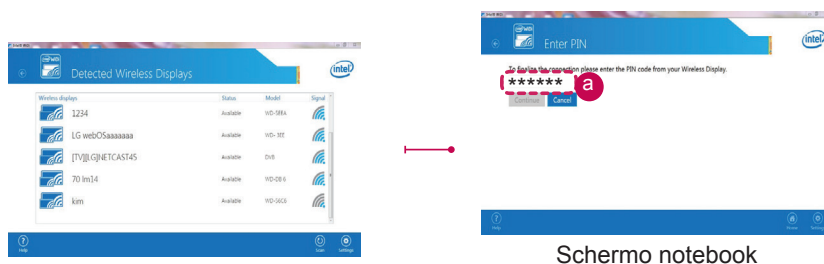 Detected Wireless Displays
intel
Wireless displays Status Model Signal
1234 Available
LG webOSaaaaaa Available WD-3EE
[TV][LG]NETCAST45 Available DVB
70 lm14 Available
kim Available WD-56C6
Help Scan Settings
Enter PIN
intel
To finalize the connection please enter the PIN code from your Wireless Display.
******
a
Continue Cancel
Help Settings
Schermo notebook